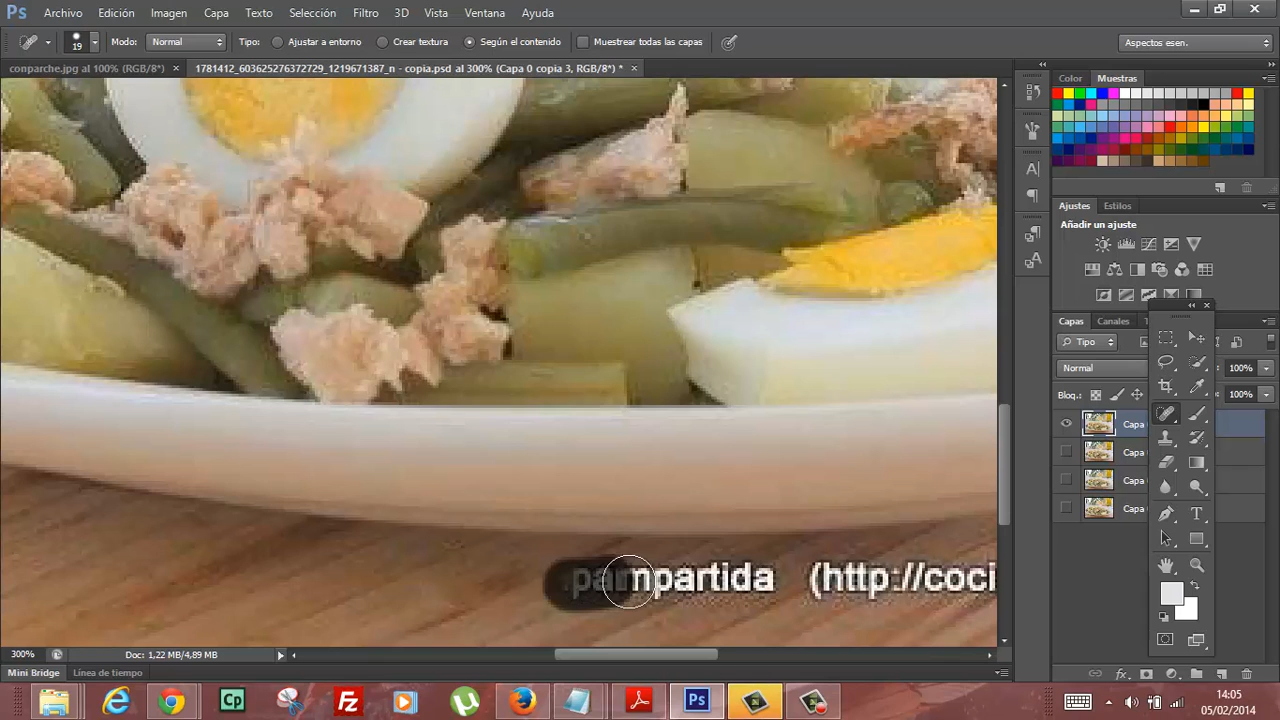 Ps Archivo Edición Imagen Capa Texto Selección Filtro 3D Vista Ventana Ayuda
19 Modo: Normal Tipo: Ajustar a entorno Crear textura Según el contenido Muestrear todas las capas Aspectos esen.
conparche.jpg al 100% (RGB/8*) × 1781412_603625276372729_1219671387_n - copia.psd al 300% (Capa 0 copia 3, RGB/8*) * ×
Color Muestras
Ajustes Estilos
Añadir un ajuste
Capas Canales
Tipo
Normal 100%
Bloq.: 100%
Capa
Capa
Capa
Capa
mpartida (http://coci
300% Doc: 1,22 MB/4,89 MB
Mini Bridge Línea de tiempo
14:05
05/02/2014